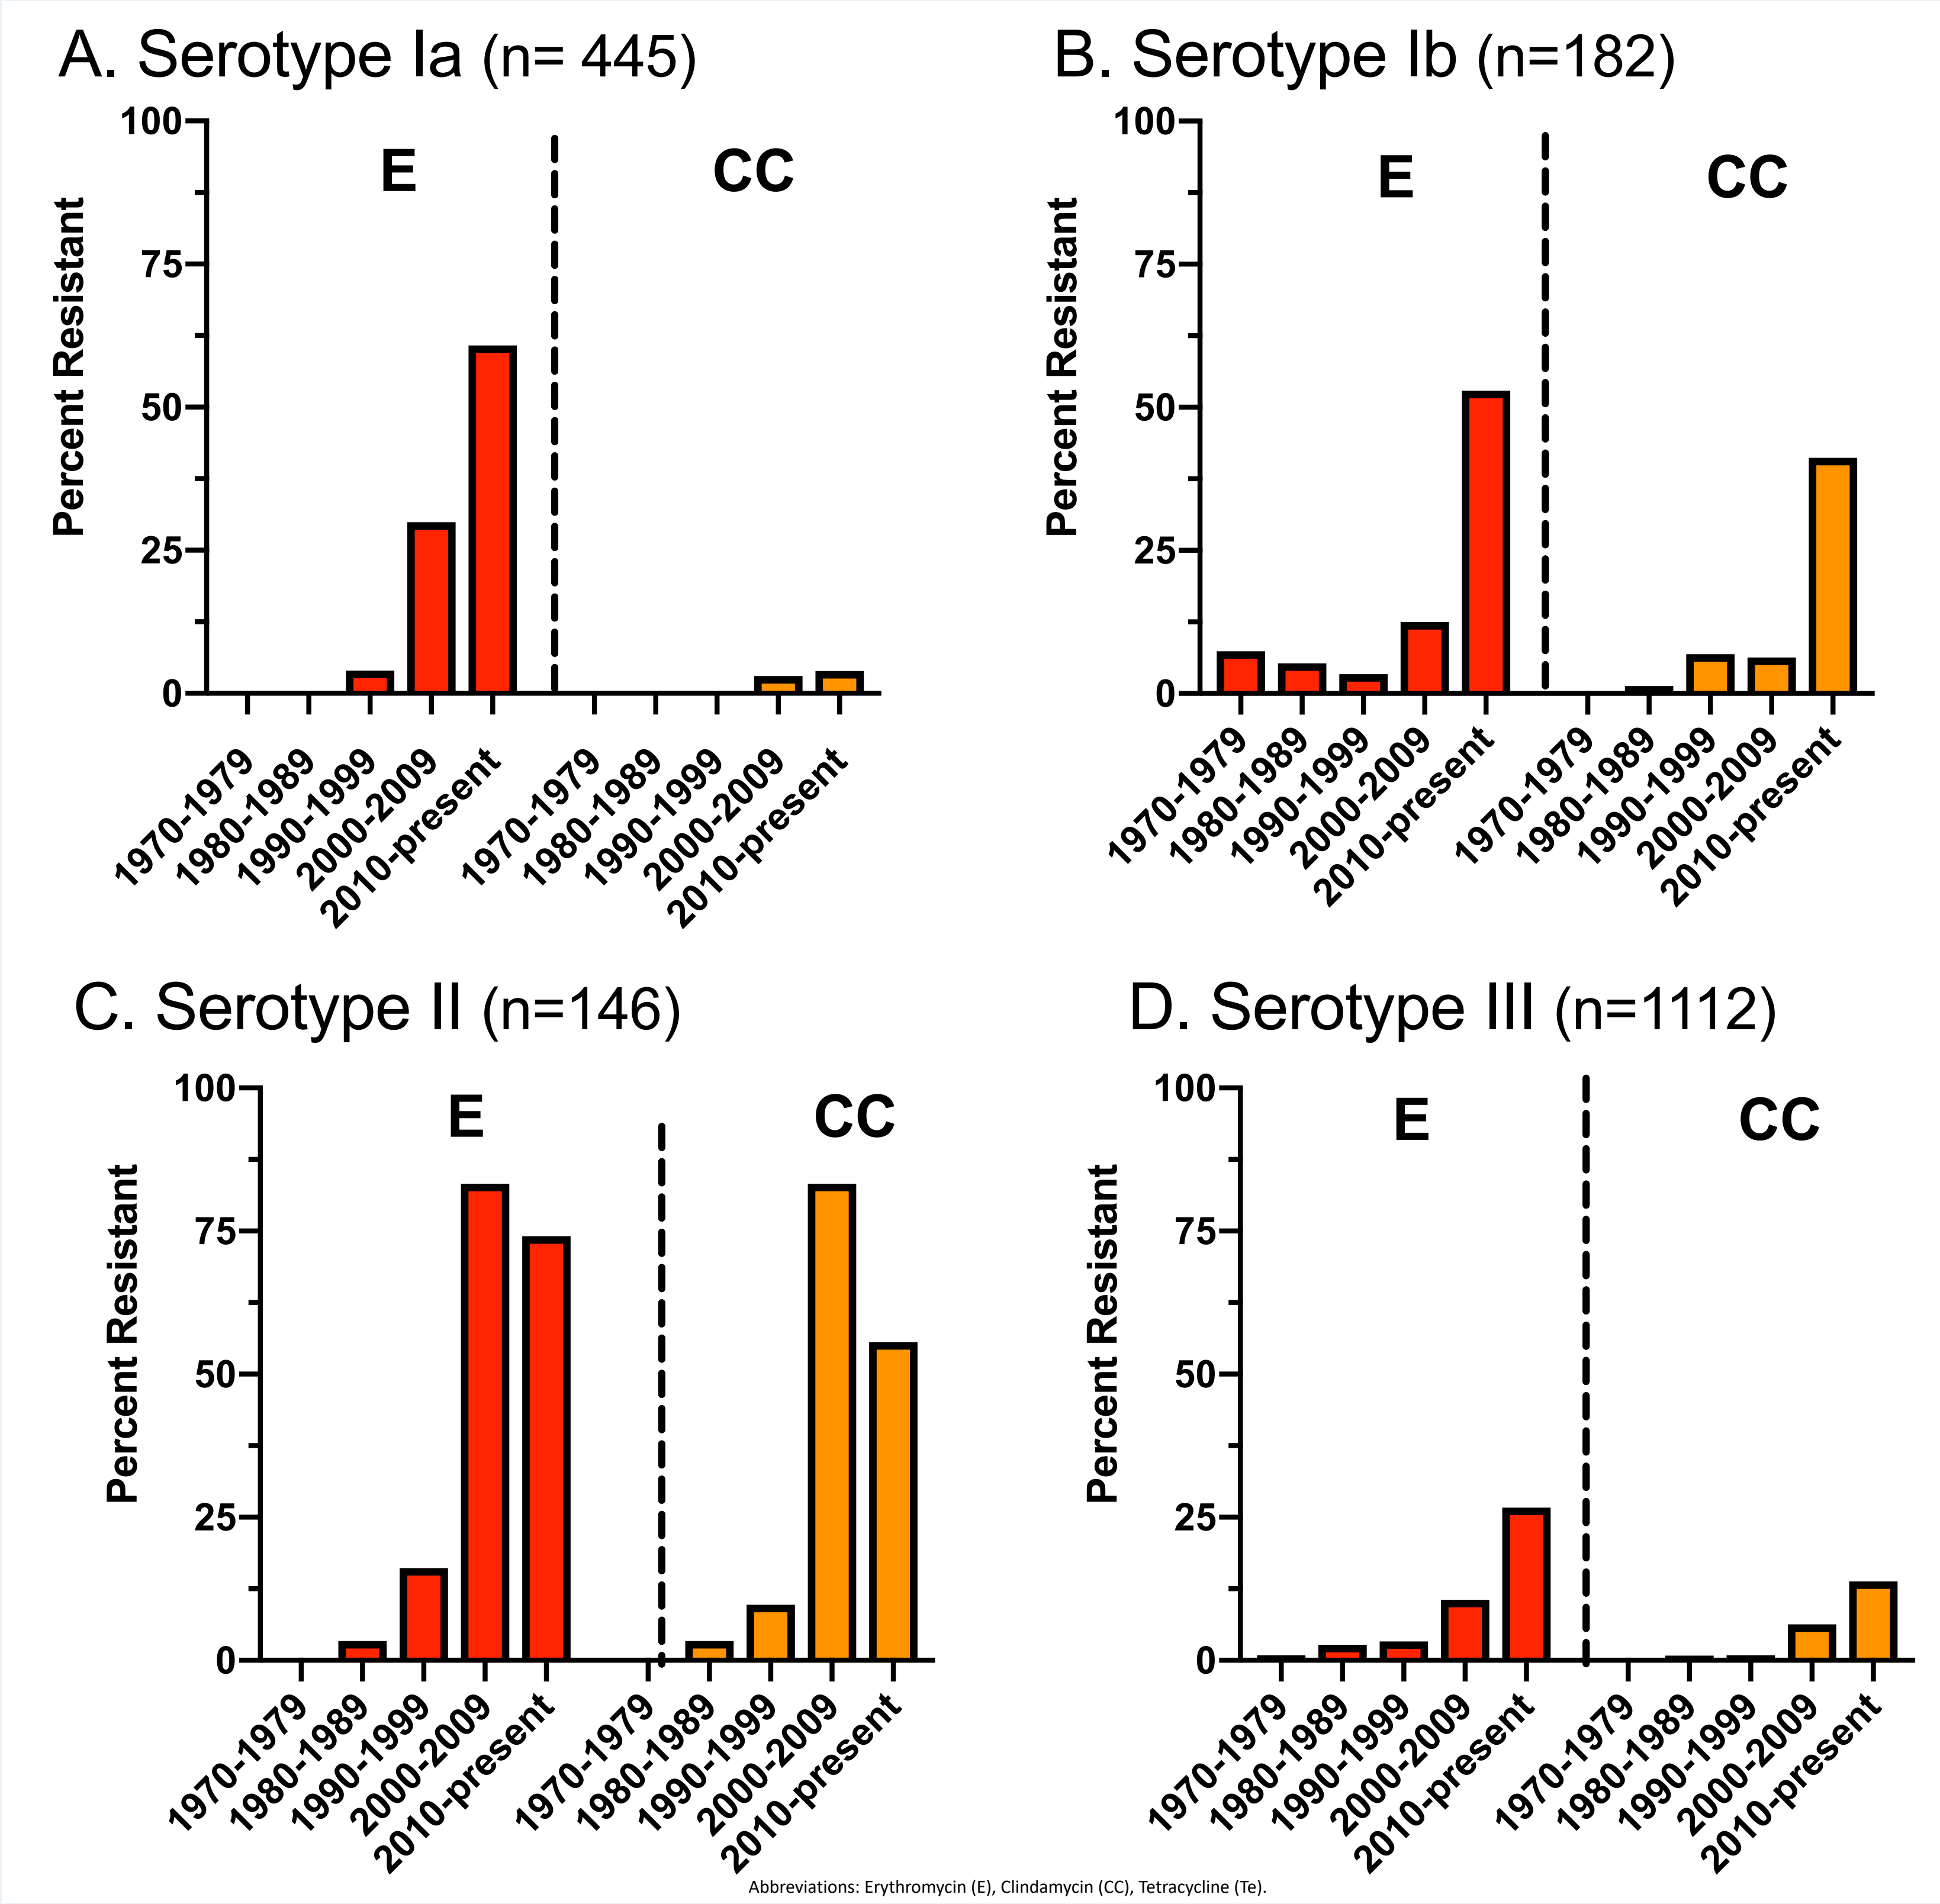 A. Serotype Ia (n= 445)
100
75
50
25
0
Percent Resistant
E
CC
1970-1979
1980-1989
1990-1999
2000-2009
2010-present
1970-1979
1980-1989
1990-1999
2000-2009
2010-present
B. Serotype Ib (n=182)
100
75
50
25
0
Percent Resistant
E
CC
1970-1979
1980-1989
1990-1999
2000-2009
2010-present
1970-1979
1980-1989
1990-1999
2000-2009
2010-present
C. Serotype II (n=146)
100
75
50
25
0
Percent Resistant
E
CC
1970-1979
1980-1989
1990-1999
2000-2009
2010-present
1970-1979
1980-1989
1990-1999
2000-2009
2010-present
D. Serotype III (n=1112)
100
75
50
25
0
Percent Resistant
E
CC
1970-1979
1980-1989
1990-1999
2000-2009
2010-present
1970-1979
1980-1989
1990-1999
2000-2009
2010-present
Abbreviations: Erythromycin (E), Clindamycin (CC), Tetracycline (Te).